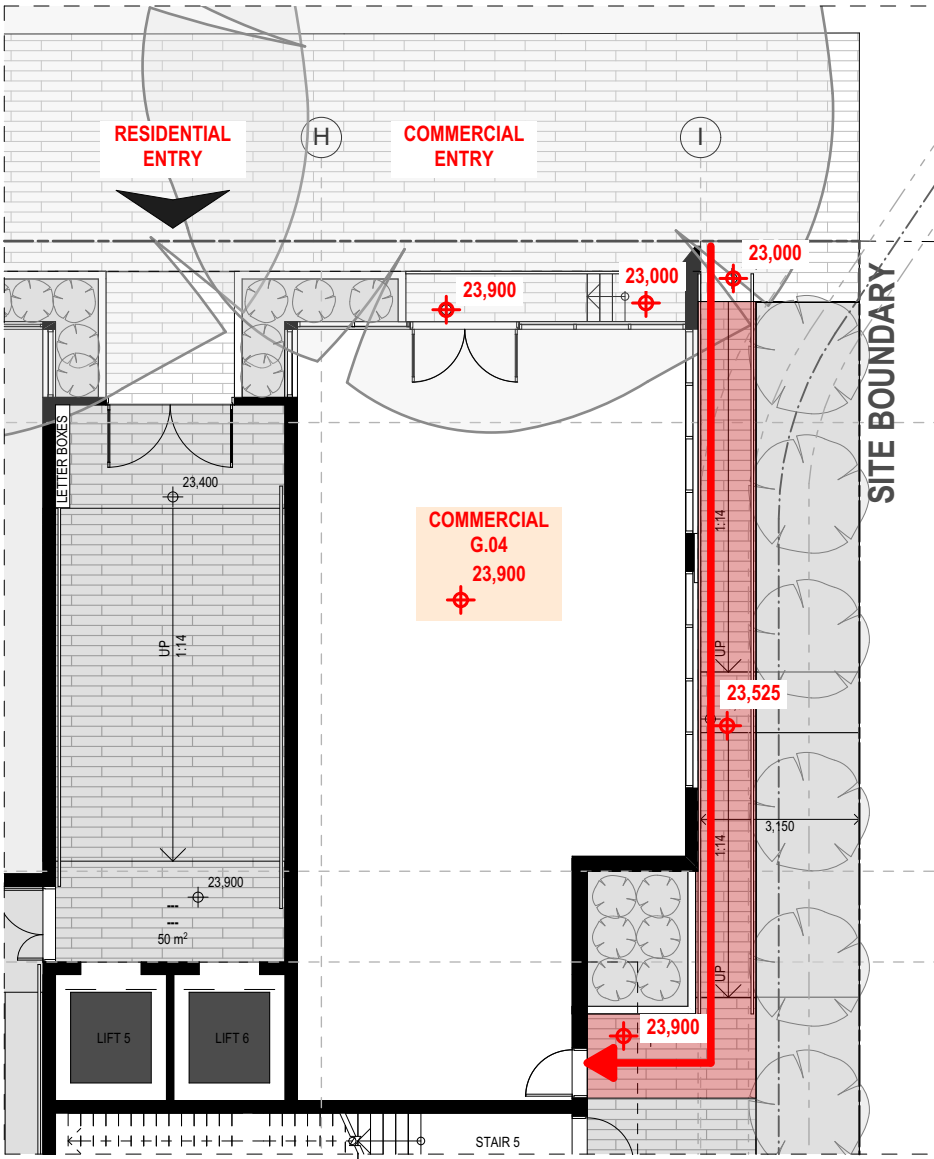 RESIDENTIAL
ENTRY
H
COMMERCIAL
ENTRY
I
23,000
23,000
23,900
SITE BOUNDARY
LETTER BOXES
23,400
COMMERCIAL
G.04
23,900
1:14
UP
1:14
UP
23,525
3,150
1:14
UP
23,900
---
---
50 m²
23,900
LIFT 5
LIFT 6
STAIR 5